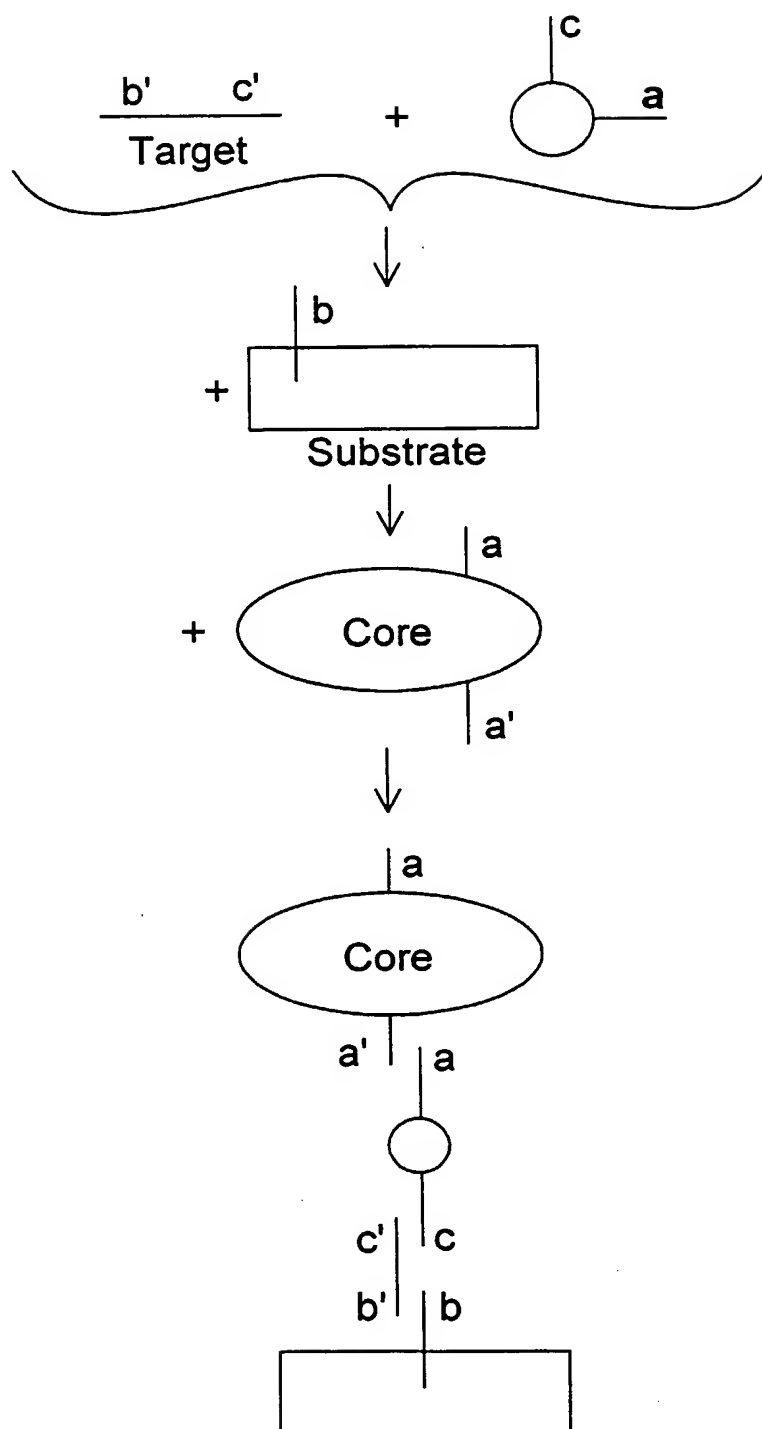 c
b' c' + a
Target
b
+
Substrate
a
+ Core
a'
a
Core
a' a
c' c
b' b